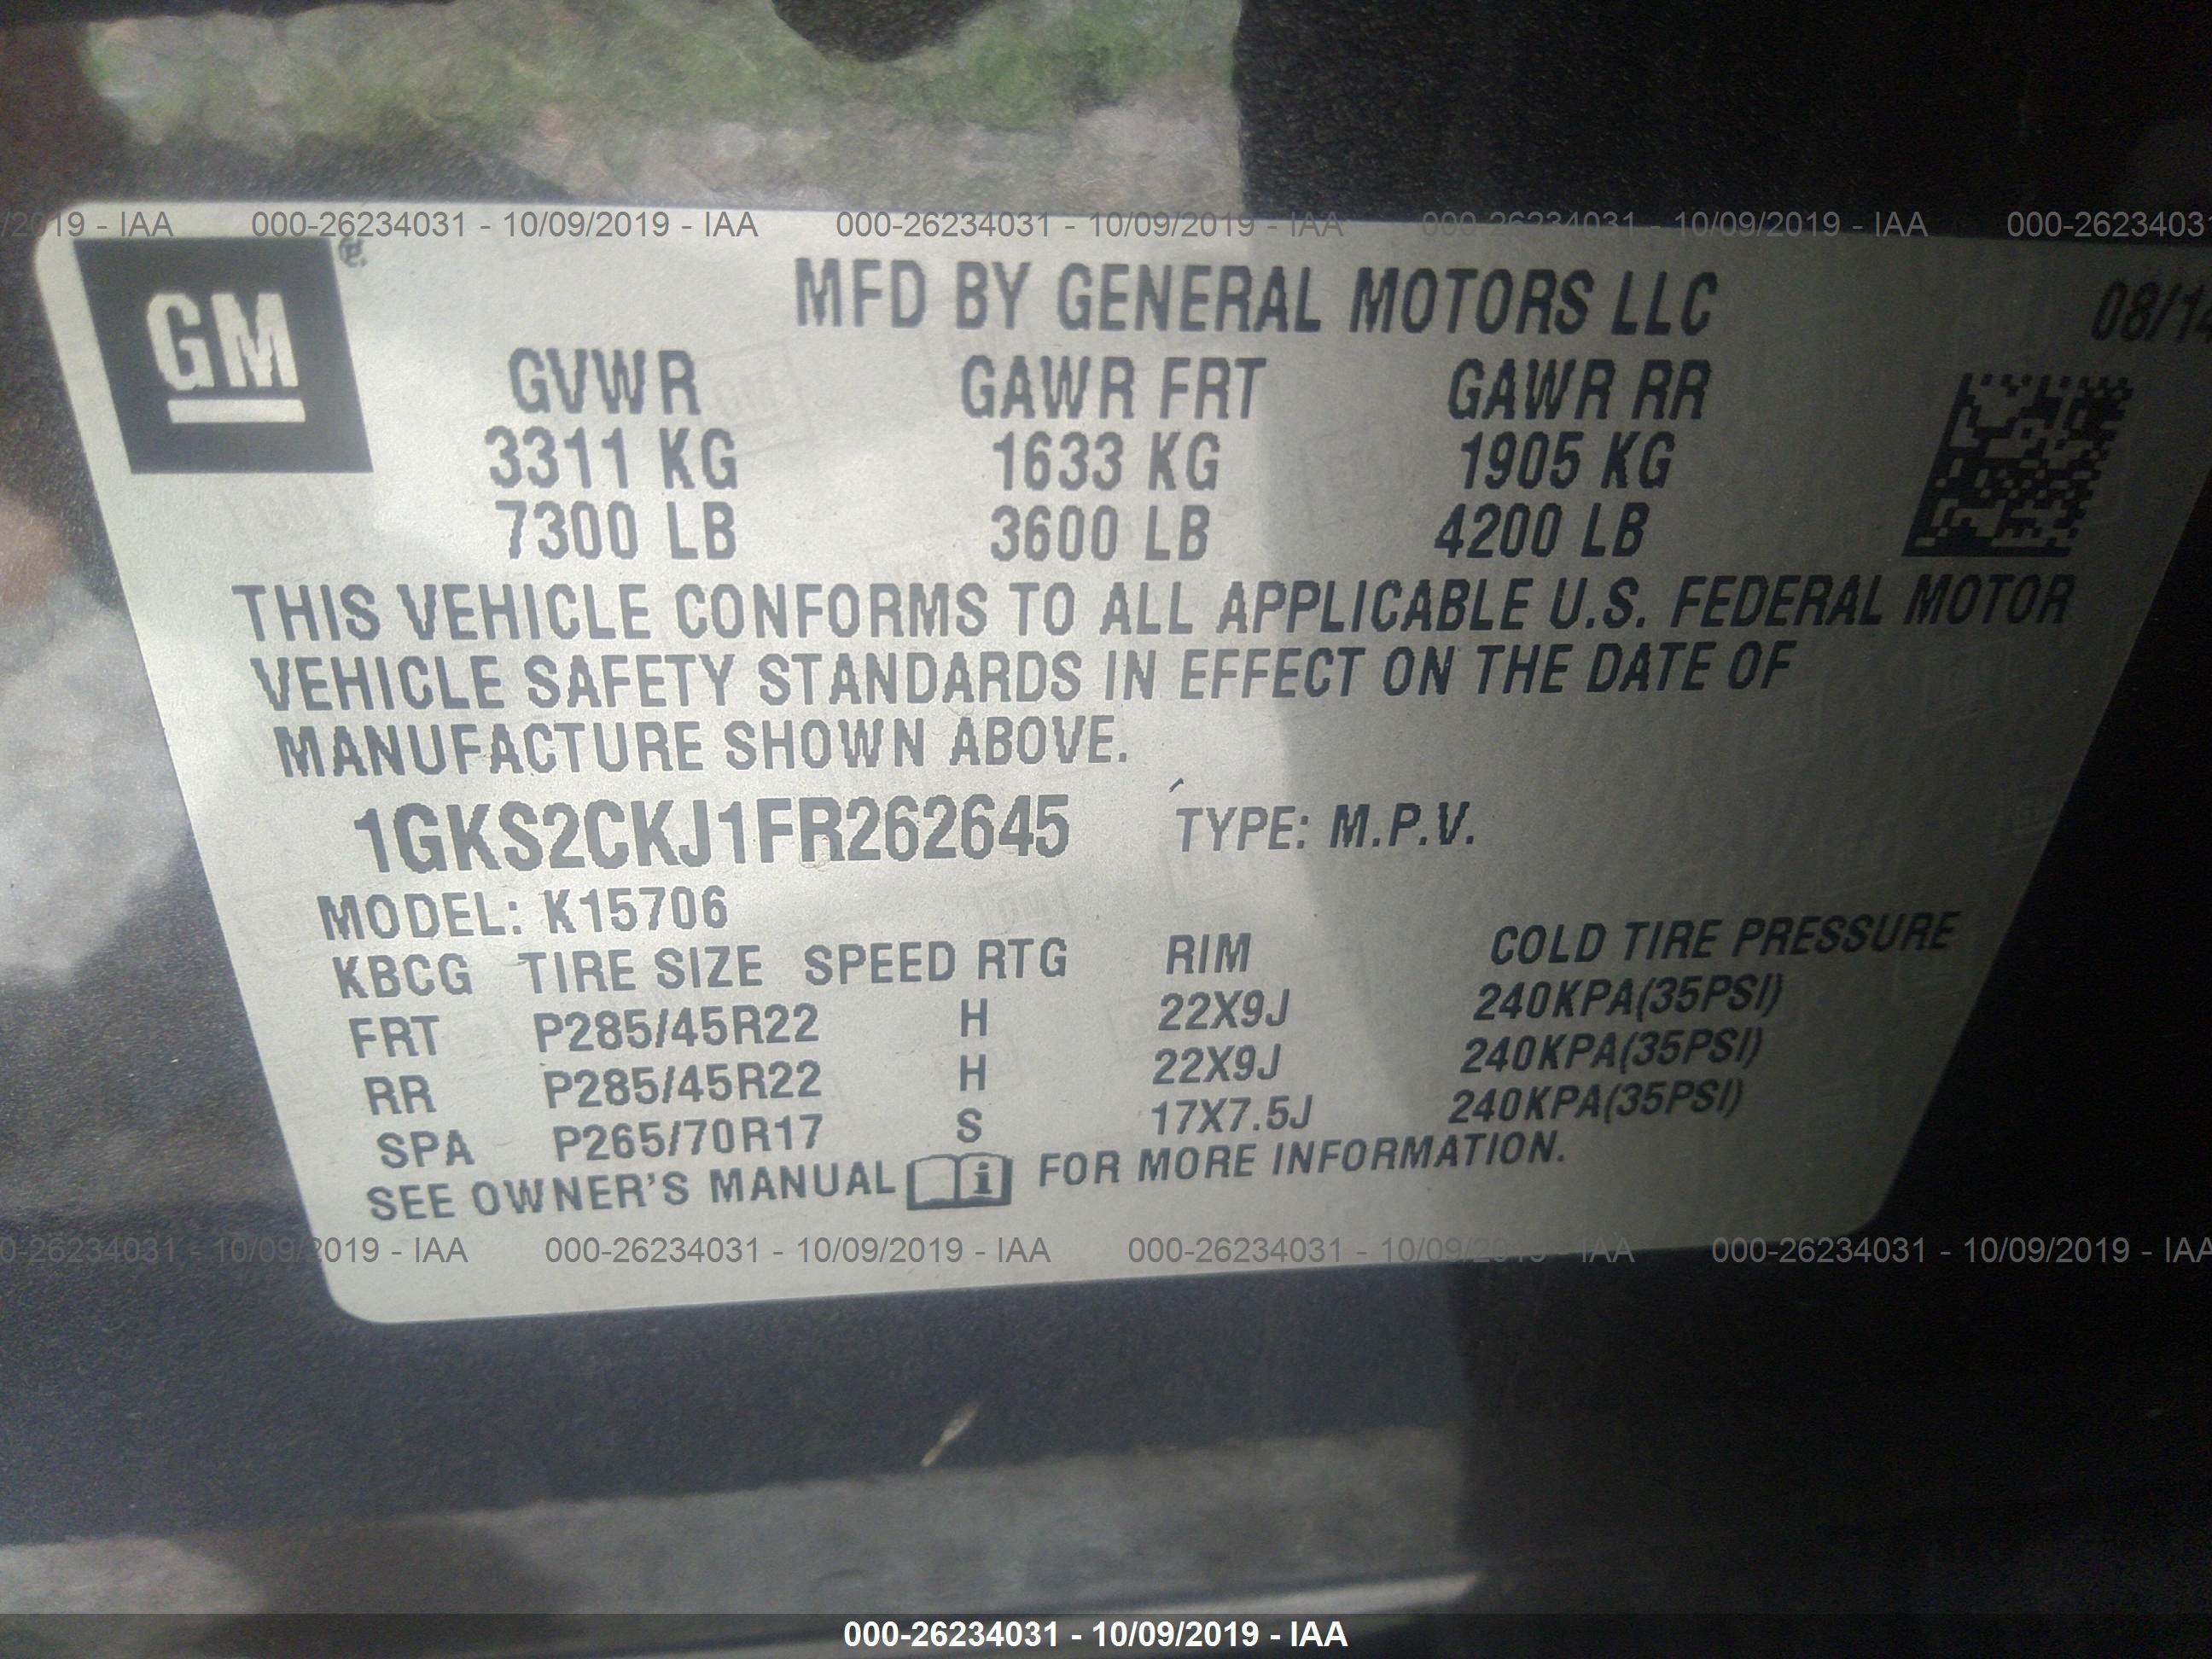 /2019 - IAA 000-26234031 - 10/09/2019 - IAA 000-26234031 - 10/09/2019 - IAA 000-26234031 - 10/09/2019 - IAA 000-2623403
GM ®
MFD BY GENERAL MOTORS LLC 08/14
GVWR GAWR FRT GAWR RR
3311 KG 1633 KG 1905 KG
7300 LB 3600 LB 4200 LB
THIS VEHICLE CONFORMS TO ALL APPLICABLE U.S. FEDERAL MOTOR
VEHICLE SAFETY STANDARDS IN EFFECT ON THE DATE OF
MANUFACTURE SHOWN ABOVE.
1GKS2CKJ1FR262645 TYPE: M.P.V.
MODEL: K15706
KBCG TIRE SIZE SPEED RTG RIM COLD TIRE PRESSURE
FRT P285/45R22 H 22X9J 240KPA(35PSI)
RR P285/45R22 H 22X9J 240KPA(35PSI)
SPA P265/70R17 S 17X7.5J 240KPA(35PSI)
SEE OWNER'S MANUAL i FOR MORE INFORMATION.
0-26234031 - 10/09/2019 - IAA 000-26234031 - 10/09/2019 - IAA 000-26234031 - 10/09/2019 - IAA 000-26234031 - 10/09/2019 - IAA
000-26234031 - 10/09/2019 - IAA